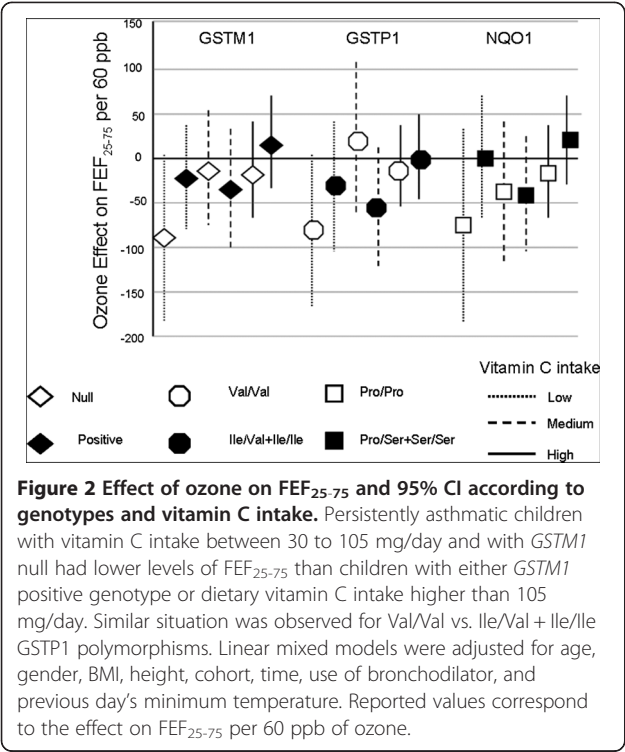 GSTM1 GSTP1 NQO1
150
100
50
0
-50
-100
-150
-200
Ozone Effect on FEF25-75 per 60 ppb
Vitamin C intake
Null Val/Val Pro/Pro Low
Medium
Positive Ile/Val+Ile/Ile Pro/Ser+Ser/Ser High
Figure 2 Effect of ozone on FEF25-75 and 95% CI according to
genotypes and vitamin C intake. Persistently asthmatic children
with vitamin C intake between 30 to 105 mg/day and with GSTM1
null had lower levels of FEF25-75 than children with either GSTM1
positive genotype or dietary vitamin C intake higher than 105
mg/day. Similar situation was observed for Val/Val vs. Ile/Val + Ile/Ile
GSTP1 polymorphisms. Linear mixed models were adjusted for age,
gender, BMI, height, cohort, time, use of bronchodilator, and
previous day's minimum temperature. Reported values correspond
to the effect on FEF25-75 per 60 ppb of ozone.